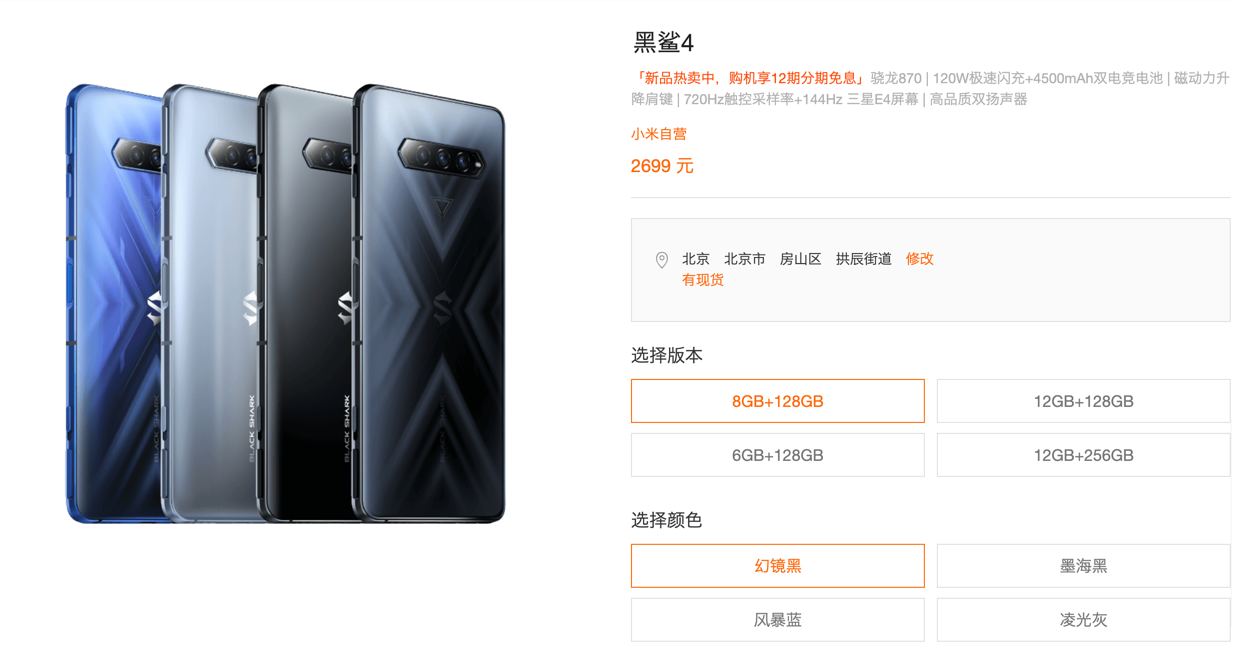 黑鲨4
「新品热卖中，购机享12期分期免息」骁龙870 | 120W极速闪充+4500mAh双电竞电池 | 磁动力升
降肩键 | 720Hz触控采样率+144Hz 三星E4屏幕 | 高品质双扬声器
小米自营
2699 元
北京 北京市 房山区 拱辰街道 修改
有现货
选择版本
8GB+128GB
12GB+128GB
6GB+128GB
12GB+256GB
选择颜色
幻镜黑
墨海黑
风暴蓝
凌光灰
BLACK SHARK
BLACK SHARK
BLACK SHARK
BLACK SHARK